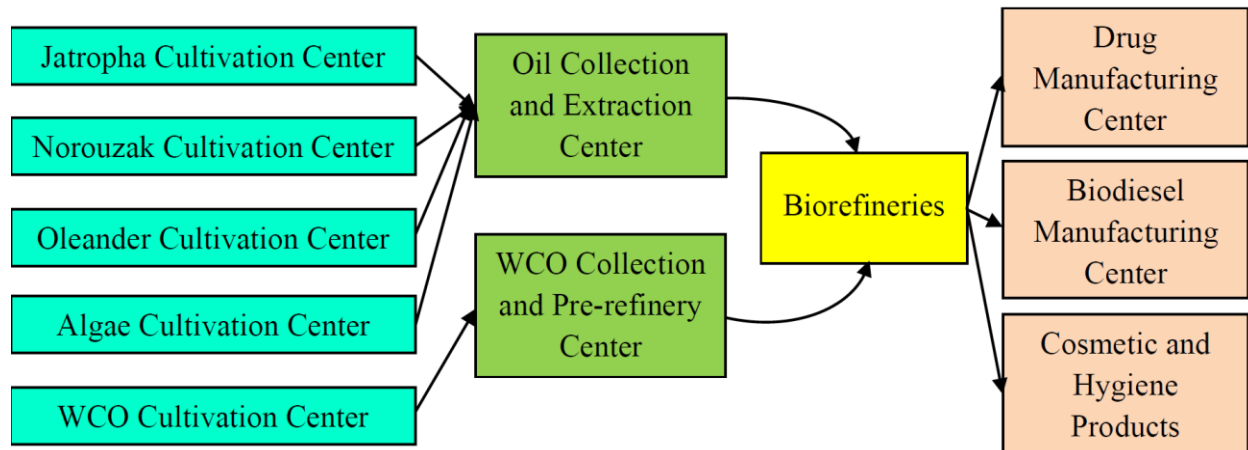 Jatropha Cultivation Center
Norouzak Cultivation Center
Oleander Cultivation Center
Algae Cultivation Center
WCO Cultivation Center
Oil Collection
and Extraction
Center
WCO Collection
and Pre-refinery
Center
Biorefineries
Drug
Manufacturing
Center
Biodiesel
Manufacturing
Center
Cosmetic and
Hygiene
Products